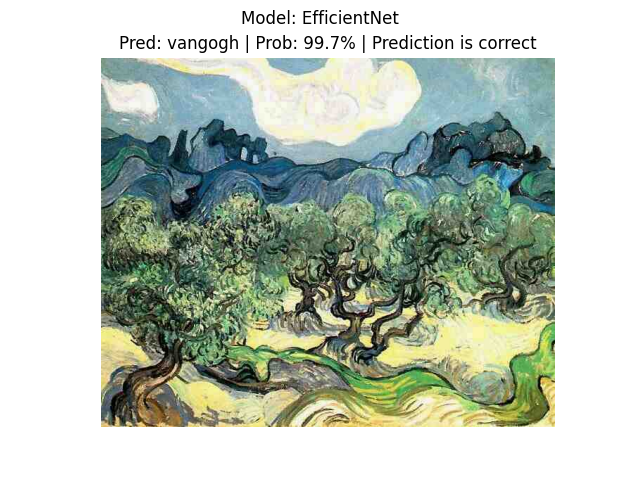 Model: EfficientNet
Pred: vangogh | Prob: 99.7% | Prediction is correct